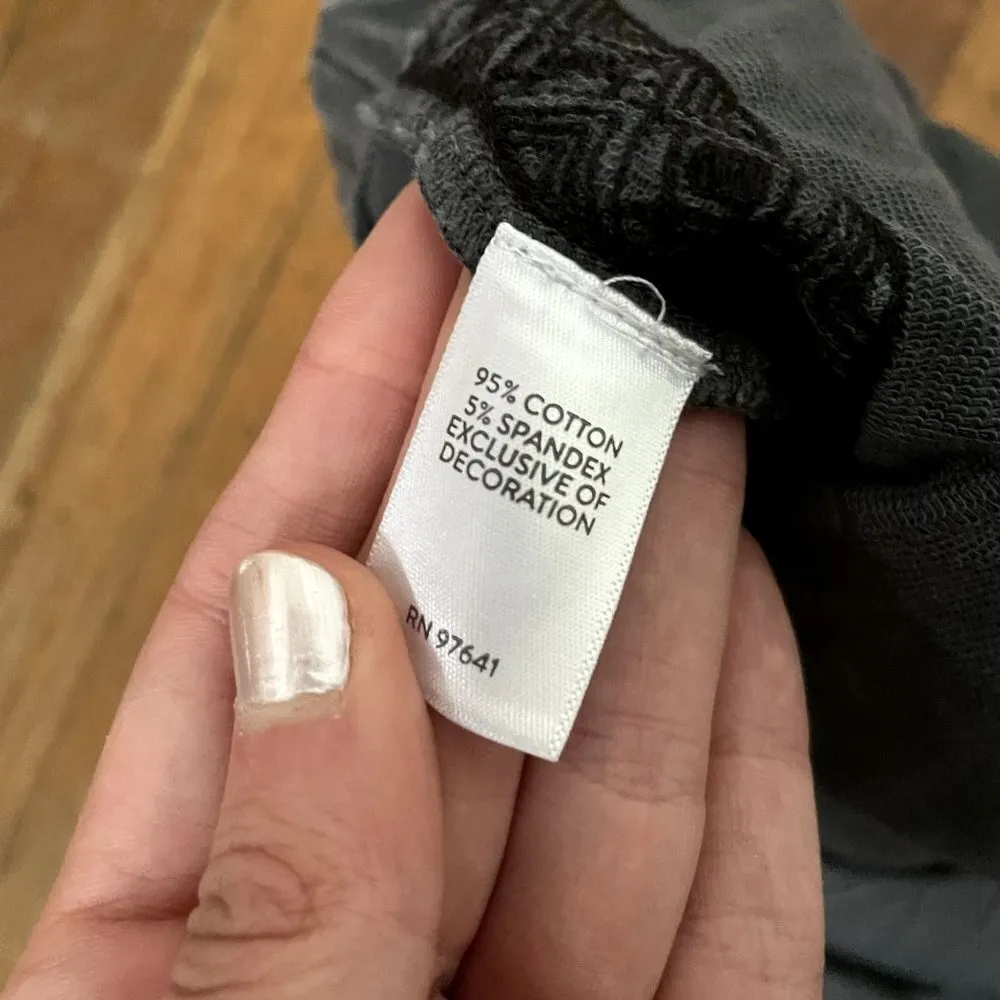 95% COTTON
5% SPANDEX
EXCLUSIVE OF
DECORATION
RN 97641